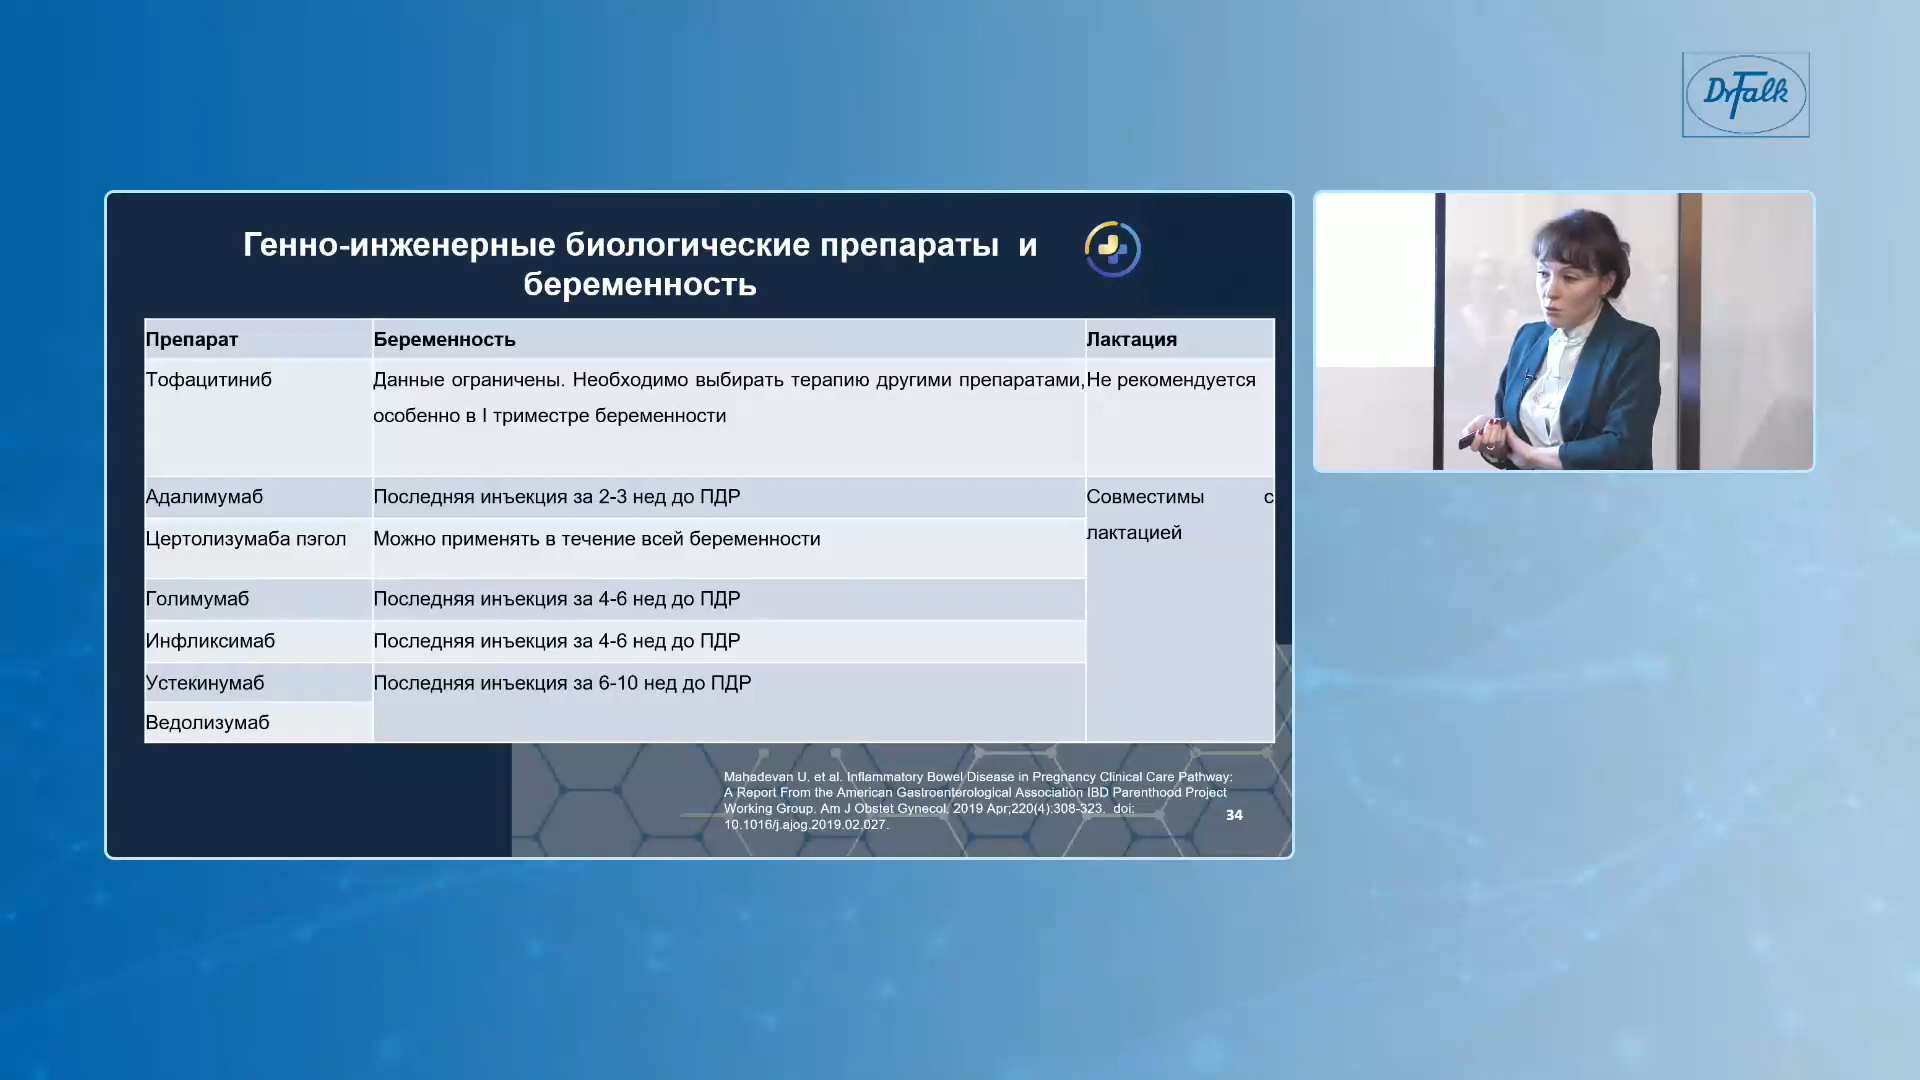 Dr Falk
Генно-инженерные биологические препараты и
беременность
Препарат
Беременность
Лактация
Тофацитиниб
Данные ограничены. Необходимо выбирать терапию другими препаратами,
особенно в I триместре беременности
Не рекомендуется
Адалимумаб
Последняя инъекция за 2-3 нед до ПДР
Совместимы с
лактацией
Цертолизумаба пэгол
Можно применять в течение всей беременности
Голимумаб
Последняя инъекция за 4-6 нед до ПДР
Инфликсимаб
Последняя инъекция за 4-6 нед до ПДР
Устекинумаб
Последняя инъекция за 6-10 нед до ПДР
Ведолизумаб
Mahadevan U. et al. Inflammatory Bowel Disease in Pregnancy Clinical Care Pathway:
A Report From the American Gastroenterological Association IBD Parenthood Project
Working Group. Am J Obstet Gynecol. 2019 Apr;220(4):308-323. doi:
10.1016/j.ajog.2019.02.027.
34